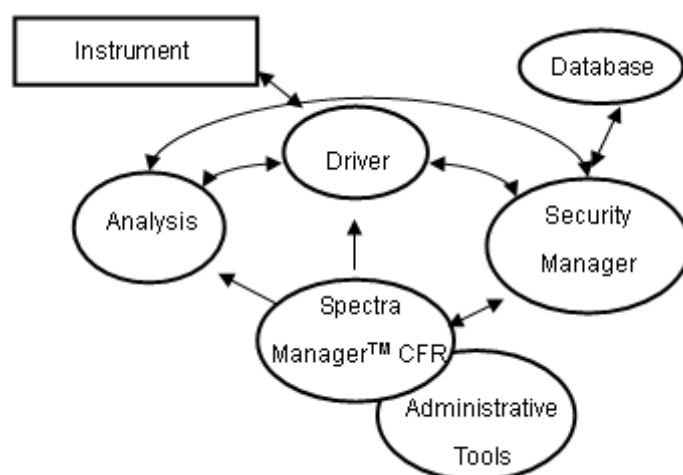 Instrument
Database
Driver
Analysis
Security
Manager
Spectra
Manager™ CFR
Administrative
Tools